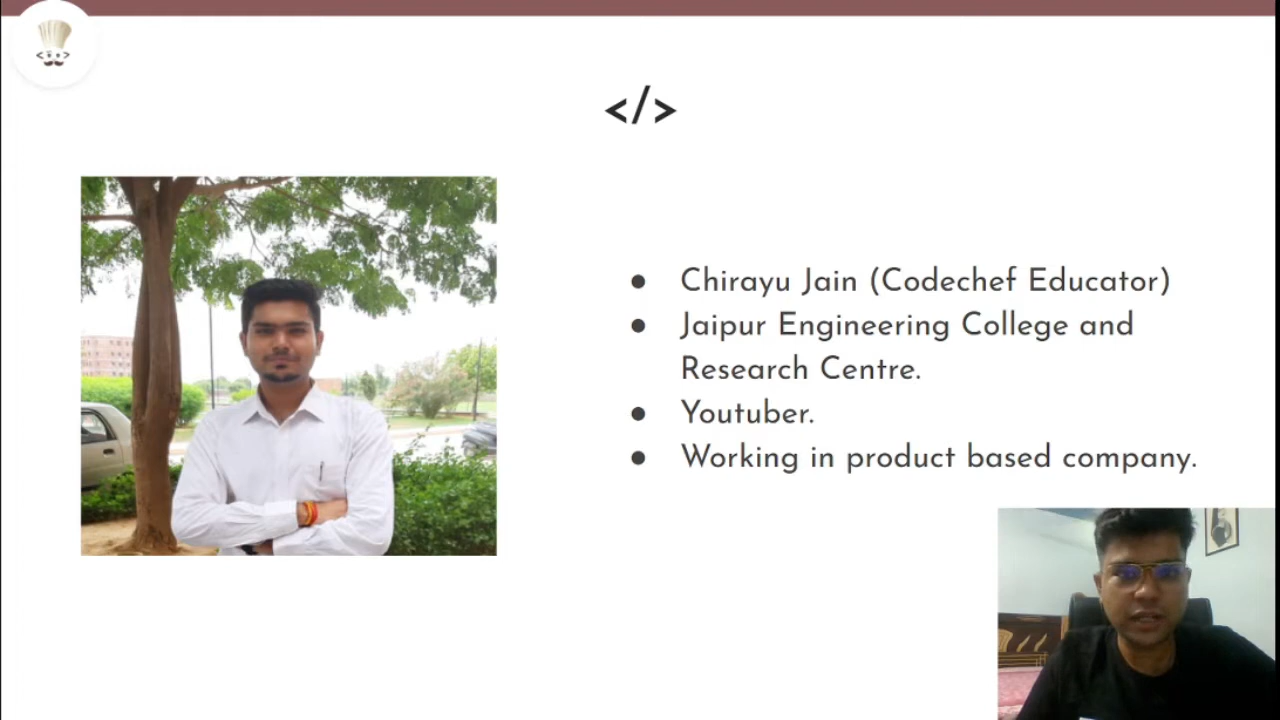 </>
Chirayu Jain (Codechef Educator)
Jaipur Engineering College and
Research Centre.
Youtuber.
Working in product based company.